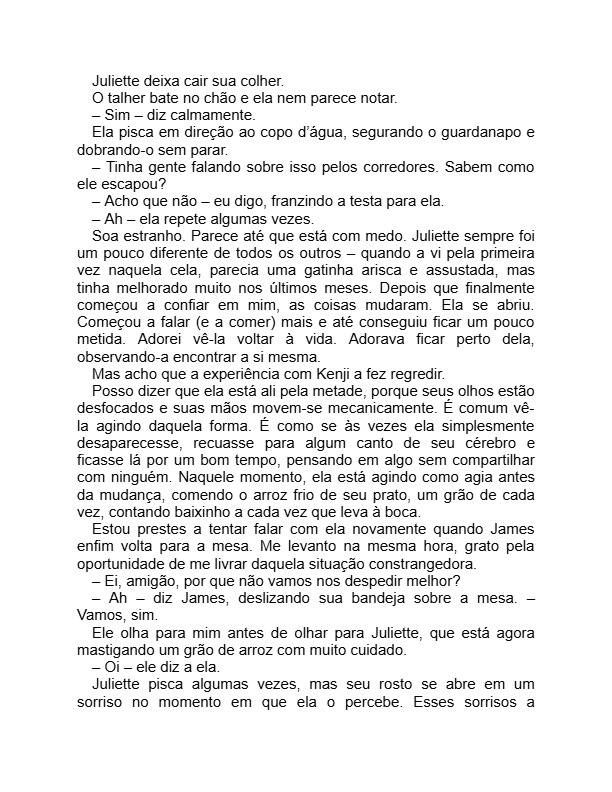 Juliette deixa cair sua colher.
O talher bate no chão e ela nem parece notar.
– Sim – diz calmamente.
Ela pisca em direção ao copo d’água, segurando o guardanapo e
dobrando-o sem parar.
– Tinha gente falando sobre isso pelos corredores. Sabem como
ele escapou?
– Acho que não – eu digo, franzindo a testa para ela.
– Ah – ela repete algumas vezes.
Soa estranho. Parece até que está com medo. Juliette sempre foi
um pouco diferente de todos os outros – quando a vi pela primeira
vez naquela cela, parecia uma gatinha arisca e assustada, mas
tinha melhorado muito nos últimos meses. Depois que finalmente
começou a confiar em mim, as coisas mudaram. Ela se abriu.
Começou a falar (e a comer) mais e até conseguiu ficar um pouco
metida. Adorei vê-la voltar à vida. Adorava ficar perto dela,
observando-a encontrar a si mesma.
Mas acho que a experiência com Kenji a fez regredir.
Posso dizer que ela está ali pela metade, porque seus olhos estão
desfocados e suas mãos movem-se mecanicamente. É comum vê-
la agindo daquela forma. É como se às vezes ela simplesmente
desaparecesse, recuasse para algum canto de seu cérebro e
ficasse lá por um bom tempo, pensando em algo sem compartilhar
com ninguém. Naquele momento, ela está agindo como agia antes
da mudança, comendo o arroz frio de seu prato, um grão de cada
vez, contando baixinho a cada vez que leva à boca.
Estou prestes a tentar falar com ela novamente quando James
enfim volta para a mesa. Me levanto na mesma hora, grato pela
oportunidade de me livrar daquela situação constrangedora.
– Ei, amigão, por que não vamos nos despedir melhor?
– Ah – diz James, deslizando sua bandeja sobre a mesa. –
Vamos, sim.
Ele olha para mim antes de olhar para Juliette, que está agora
mastigando um grão de arroz com muito cuidado.
– Oi – ele diz a ela.
Juliette pisca algumas vezes, mas seu rosto se abre em um
sorriso no momento em que ela o percebe. Esses sorrisos a